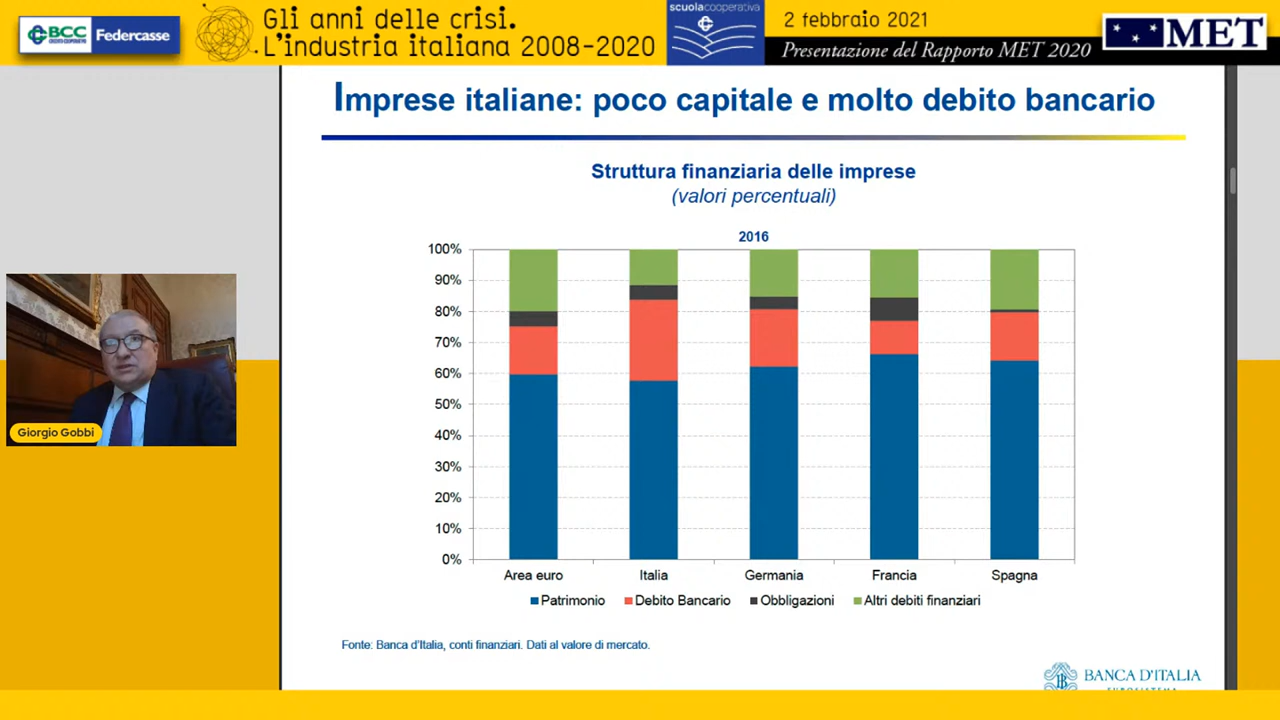 BCC
CREDITO COOPERATIVO
Federcasse
Gli anni delle crisi.
L'industria italiana 2008-2020
scuolacooperativa
2 febbraio 2021
Presentazione del Rapporto MET 2020
MET
Imprese italiane: poco capitale e molto debito bancario
Struttura finanziaria delle imprese
(valori percentuali)
2016
100%
90%
80%
70%
60%
50%
40%
30%
20%
10%
0%
Area euro
Italia
Germania
Francia
Spagna
Patrimonio
Debito Bancario
Obbligazioni
Altri debiti finanziari
Giorgio Gobbi
Fonte: Banca d'Italia, conti finanziari. Dati al valore di mercato.
BANCA D'ITALIA